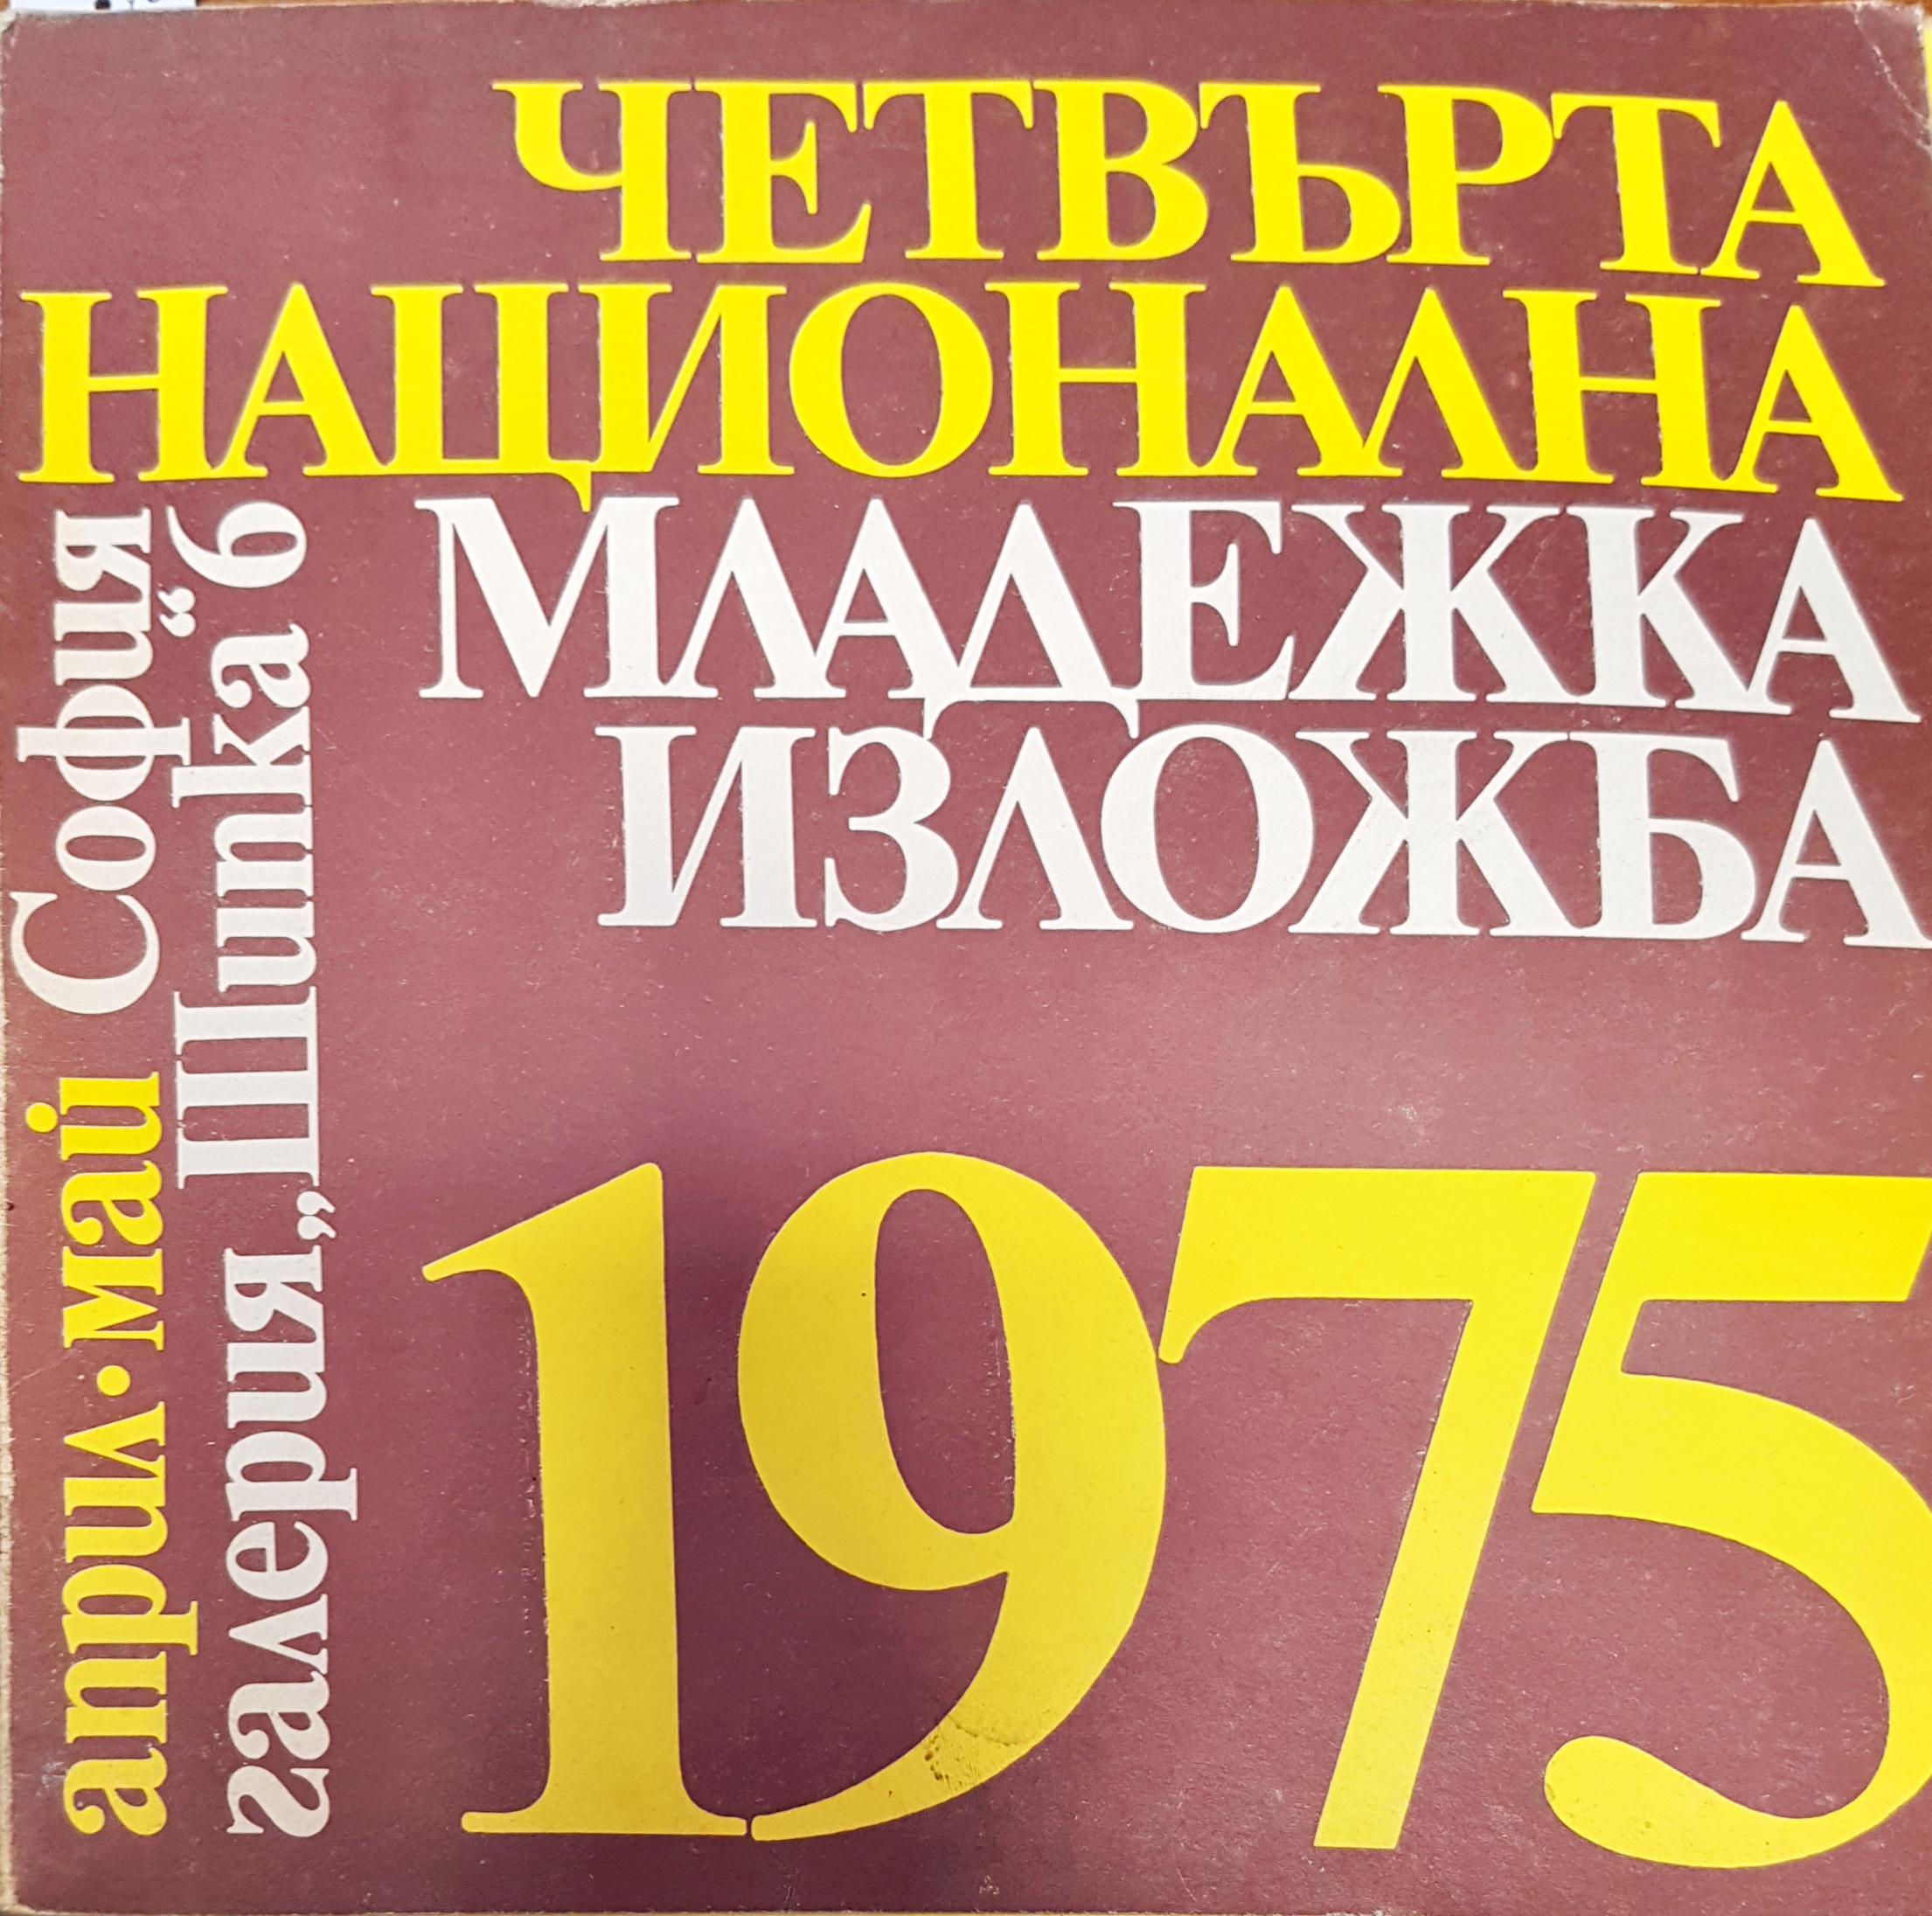 ЧЕТВЪРТА
НАЦИОНАЛНА
МЛАДЕЖКА
ИЗЛОЖБА
1975
април·май София
галерия „Шипка“ 6